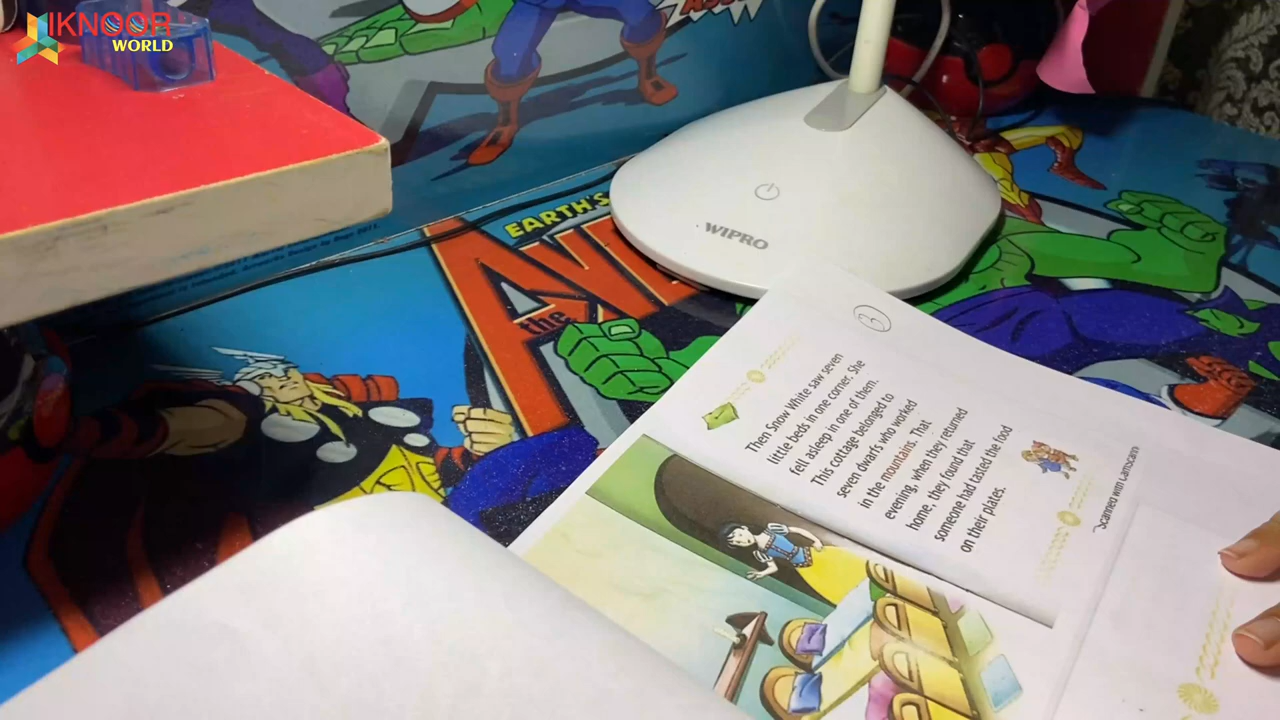 IKNOOR
WORLD
EARTH'S
the
WIPRO
3
Then Snow White saw seven
little beds in one corner. She
fell asleep in one of them.
This cottage belonged to
seven dwarfs who worked
in the mountains. That
evening, when they returned
home, they found that
someone had tasted the food
on their plates.
Scanned with CamScann